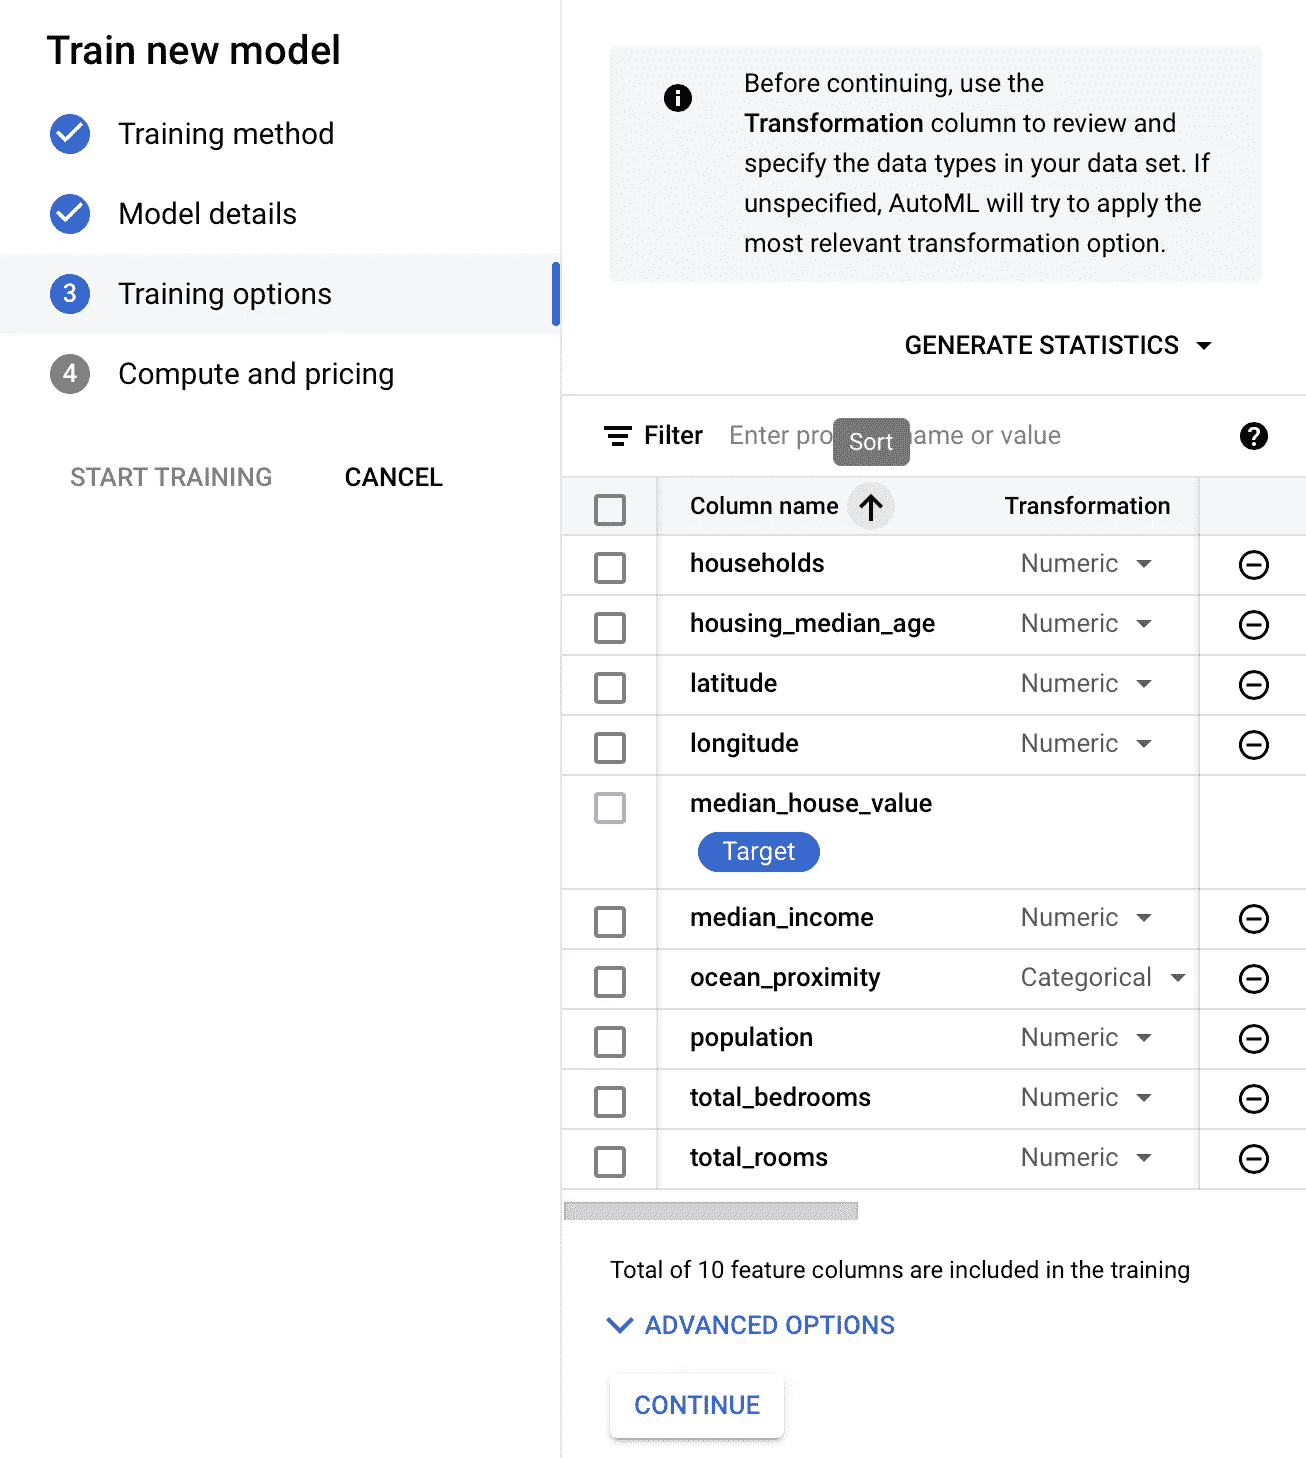 Train new model
Training method
Model details
3 Training options
4 Compute and pricing
START TRAINING CANCEL
Before continuing, use the
Transformation column to review and
specify the data types in your data set. If
unspecified, AutoML will try to apply the
most relevant transformation option.
GENERATE STATISTICS
Filter Enter pro ame or value
Sort
Column name Transformation
households Numeric
housing_median_age Numeric
latitude Numeric
longitude Numeric
median_house_value
Target
median_income Numeric
ocean_proximity Categorical
population Numeric
total_bedrooms Numeric
total_rooms Numeric
Total of 10 feature columns are included in the training
ADVANCED OPTIONS
CONTINUE